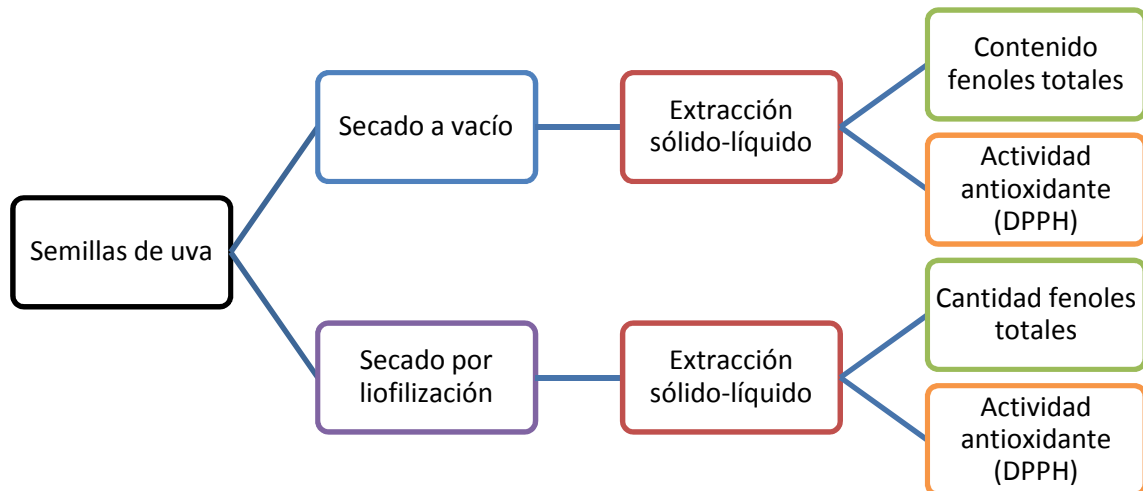 Semillas de uva
Secado a vacío
Extracción
sólido-líquido
Contenido
fenoles totales
Actividad
antioxidante
(DPPH)
Secado por
liofilización
Extracción
sólido-líquido
Cantidad fenoles
totales
Actividad
antioxidante
(DPPH)